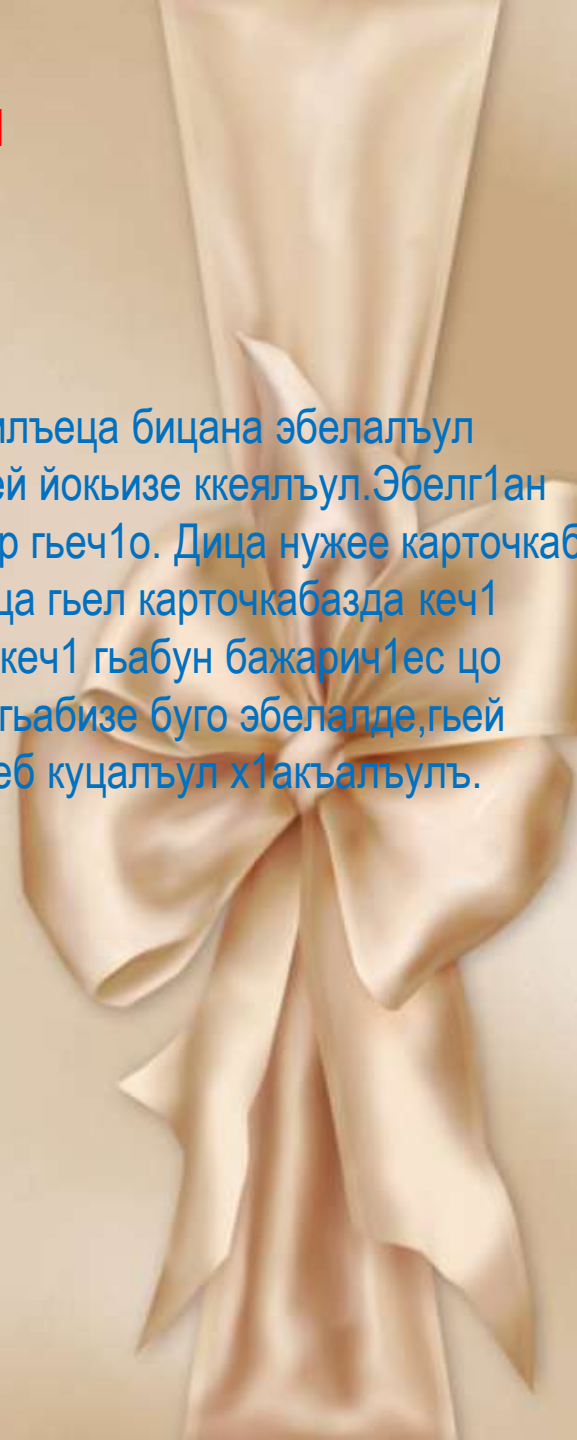 илъеца бицана эбелалъул
ей йокьизе ккеялъул.Эбелг1ан
р гьеч1о. Дица нужее карточкаб
ца гьел карточкабазда кеч1
кеч1 гьабун бажарич1ес цо
гьабизе буго эбелалде,гьей
еб куцалъул х1акъалъулъ.